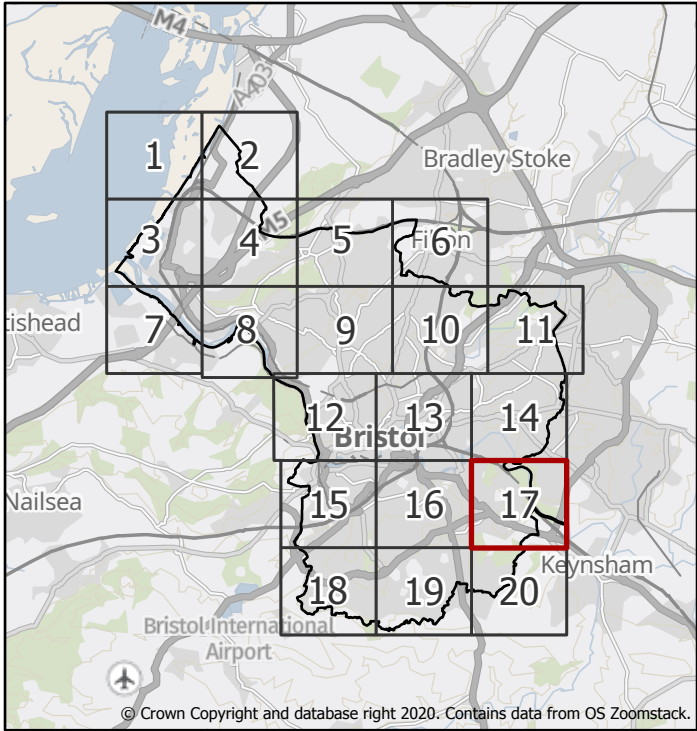 M4
A403
1
2
Bradley Stoke
M5
3
4
5
6
Filton
tishead
7
8
9
10
11
12
13
14
Bristol
Nailsea
15
16
17
Keynsham
18
19
20
Bristol International
Airport
© Crown Copyright and database right 2020. Contains data from OS Zoomstack.